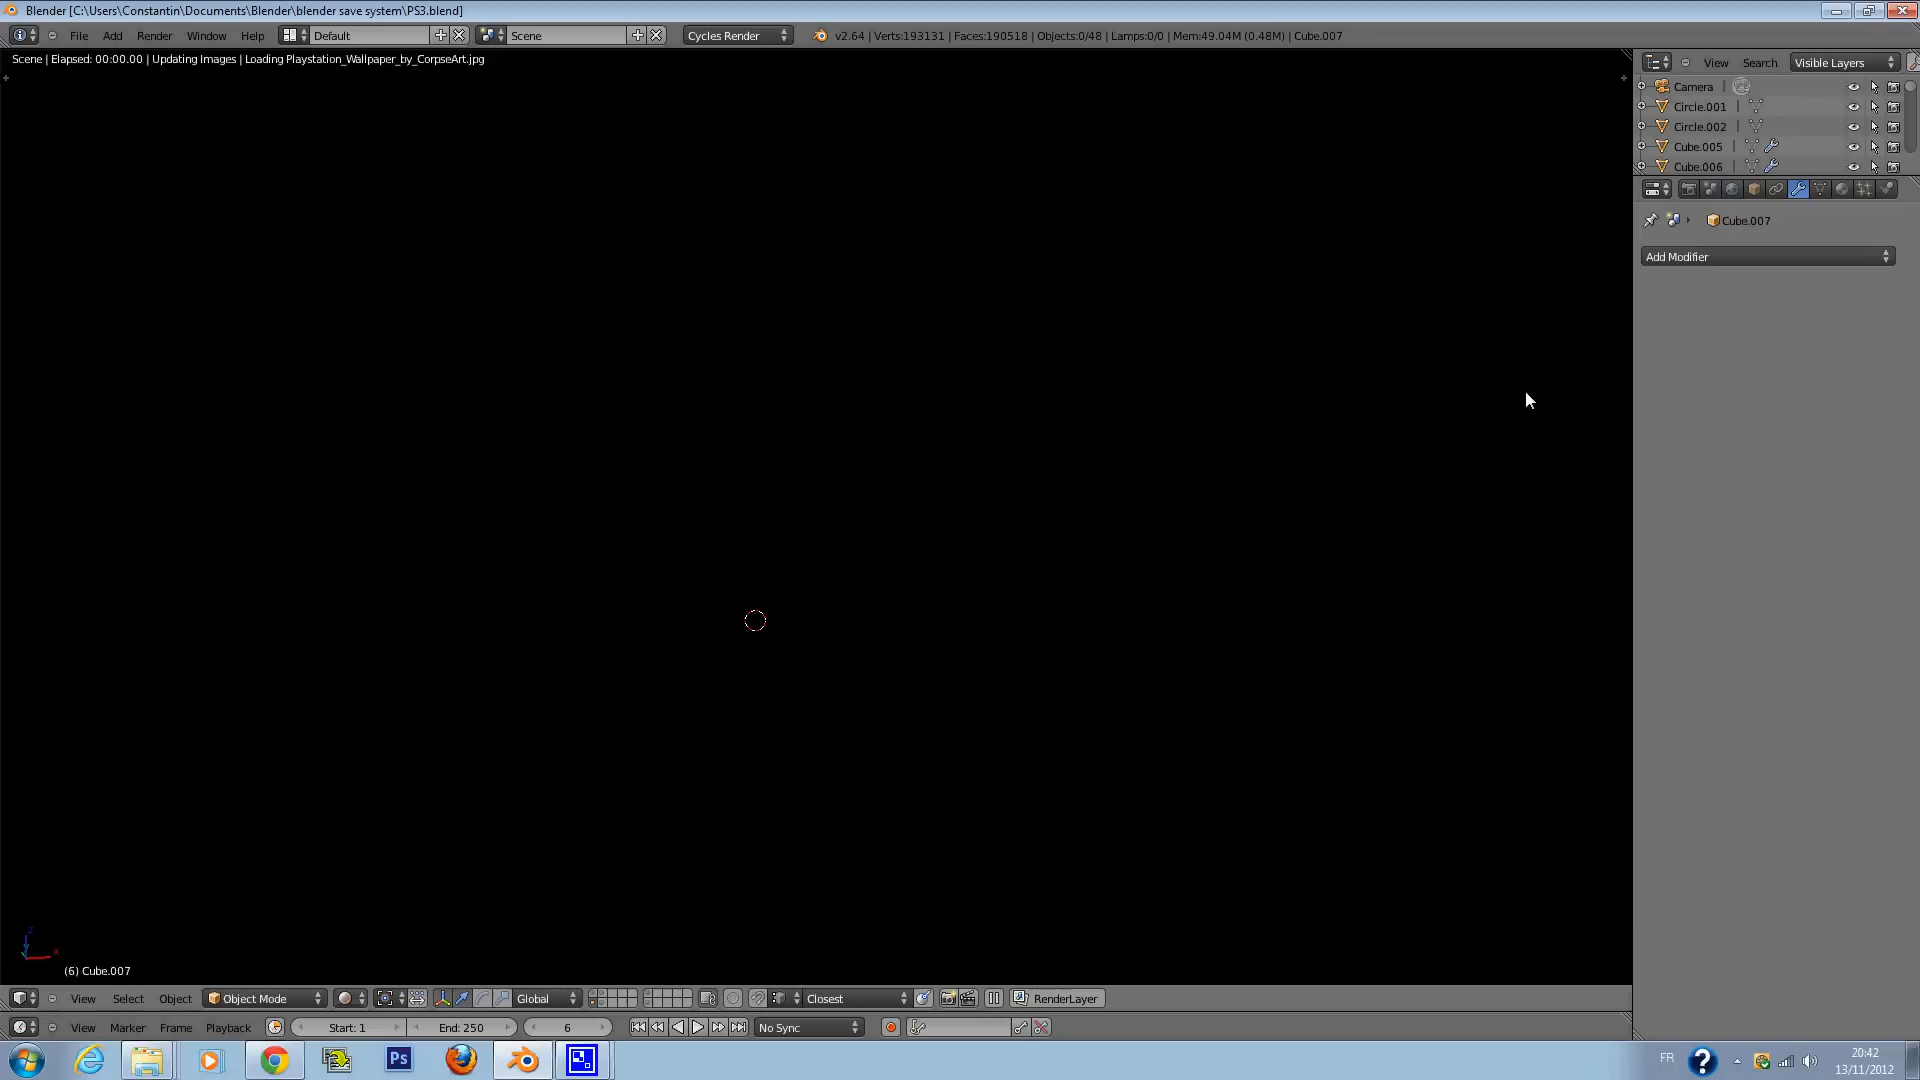 Blender [C:\Users\Constantin\Documents\Blender\blender save system\PS3.blend]
File Add Render Window Help Default Scene Cycles Render v2.64 | Verts:193131 | Faces:190518 | Objects:0/48 | Lamps:0/0 | Mem:49.04M (0.48M) | Cube.007
Scene | Elapsed: 00:00.00 | Updating Images | Loading Playstation_Wallpaper_by_CorpseArt.jpg
View Search Visible Layers
Camera
Circle.001
Circle.002
Cube.005
Cube.006
Cube.007
Add Modifier
z
x
(6) Cube.007
View Select Object Object Mode Global Closest RenderLayer
View Marker Frame Playback Start: 1 End: 250 6 No Sync
Ps
FR
20:42
13/11/2012